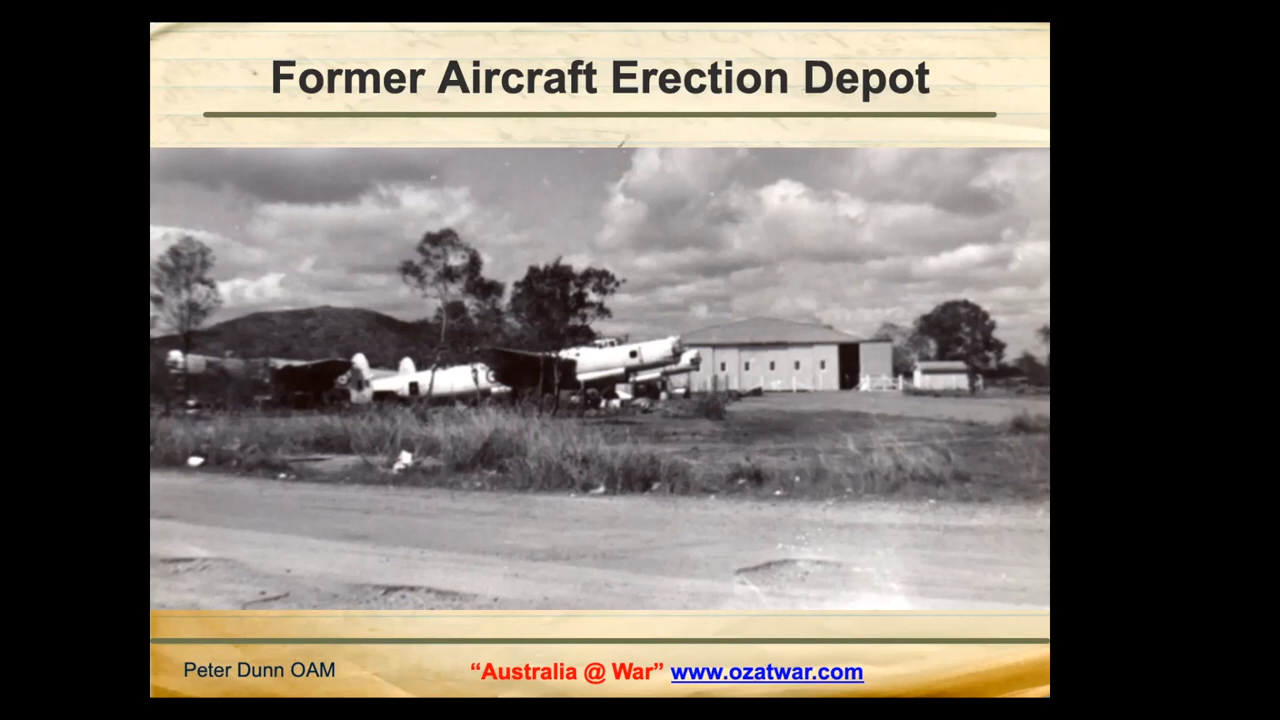 Former Aircraft Erection Depot
Peter Dunn OAM
“Australia @ War” www.ozatwar.com